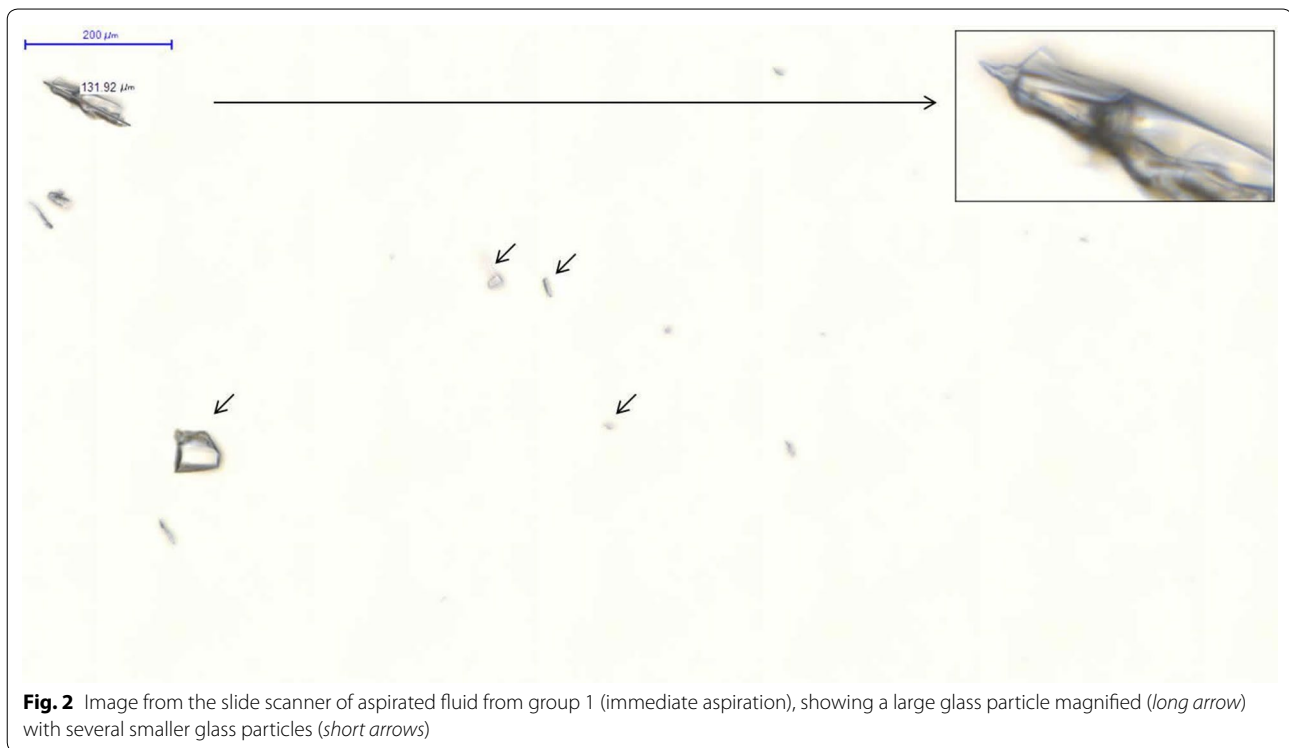 200 µm
131.92 µm
Fig. 2 Image from the slide scanner of aspirated fluid from group 1 (immediate aspiration), showing a large glass particle magnified (long arrow)
with several smaller glass particles (short arrows)